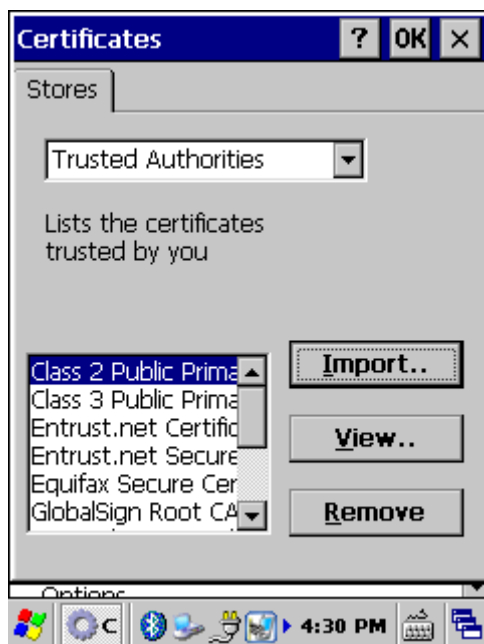 Certificates ? OK ×
Stores
Trusted Authorities
Lists the certificates
trusted by you
Class 2 Public Prima
Class 3 Public Prima
Entrust.net Certific
Entrust.net Secure
Equifax Secure Cer
GlobalSign Root CA
Import..
View..
Remove
Options
C 4:30 PM